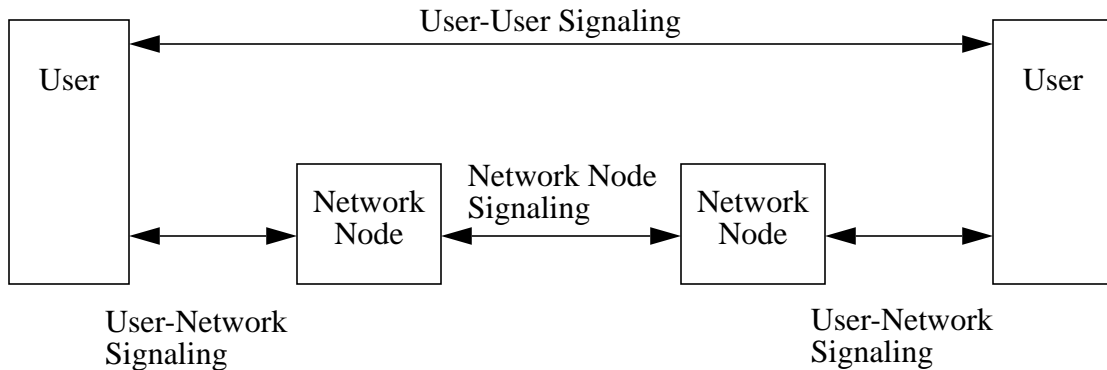 User-User Signaling
User
User
Network
Node
Network Node
Signaling
Network
Node
User-Network
Signaling
User-Network
Signaling